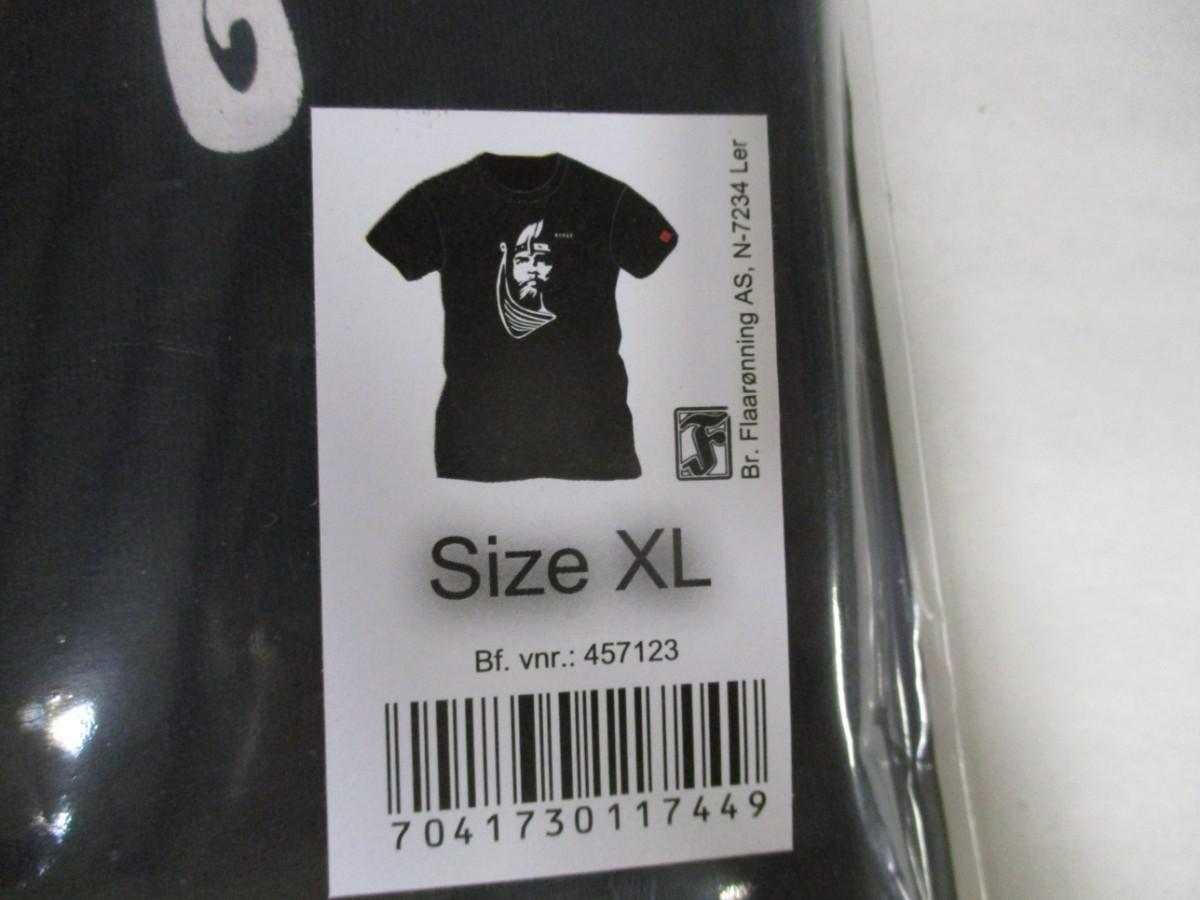 Br. Flaarønning AS, N-7234 Ler
Size XL
Bf. vnr.: 457123
7041730117449